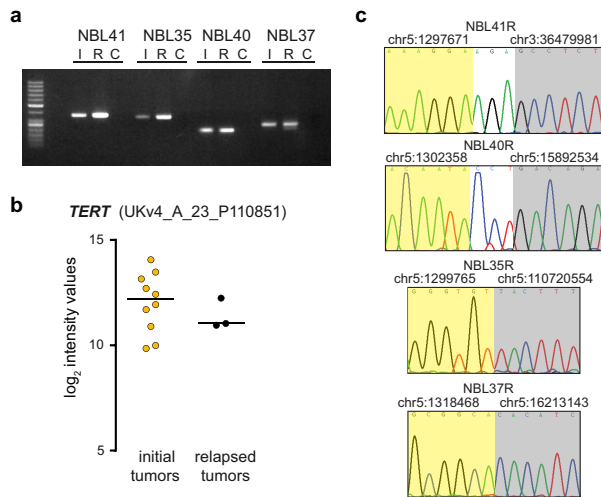 a
NBL41 NBL35 NBL40 NBL37
I R C I R C I R C I R C
b
TERT (UKv4_A_23_P110851)
log2 intensity values
15
10
5
initial tumors
relapsed tumors
c
NBL41R
chr5:1297671 chr3:36479981
A A A G G A A G A G C C T C T
NBL40R
chr5:1302358 chr5:15892534
A C A A T A C C T G A C A G A
NBL35R
chr5:1299765 chr5:110720554
G G G T G T T A C T T T
NBL37R
chr5:1318468 chr5:16213143
G C G G C A C A C A T C